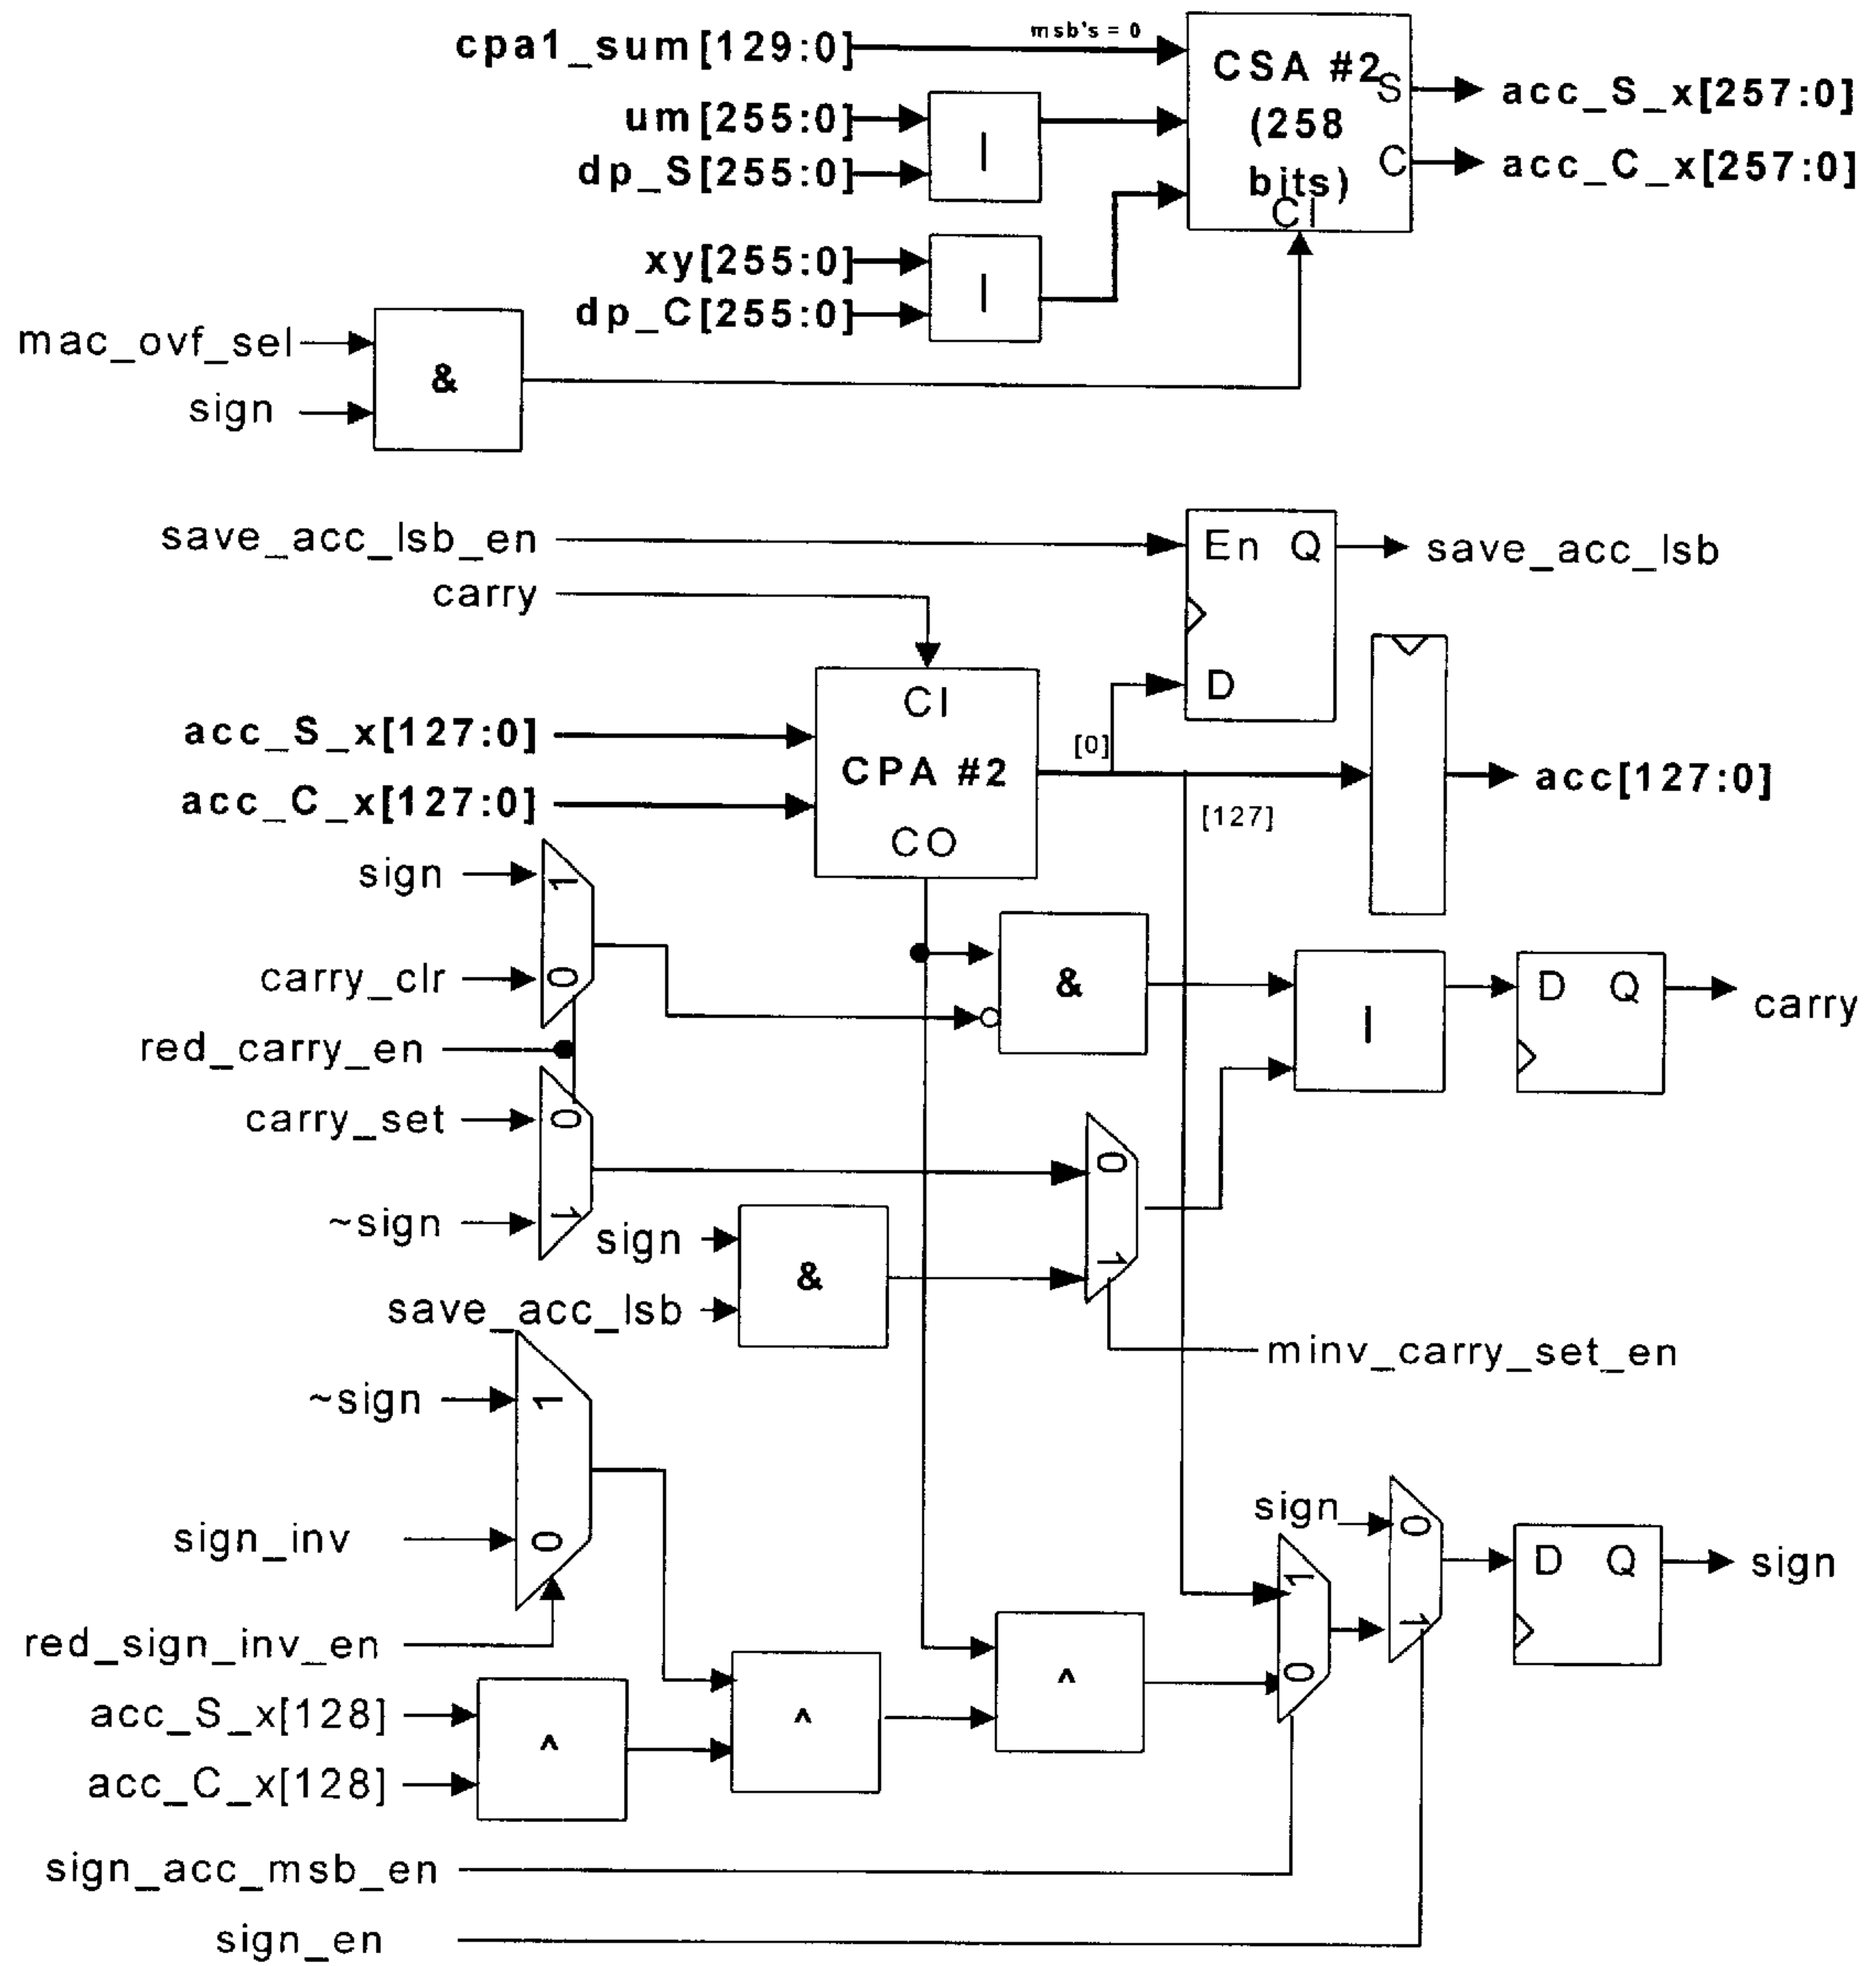 cpa1_sum[129:0]
msb's = 0
CSA #2
S
acc_S_x[257:0]
um[255:0]
|
(258
dp_S[255:0]
bits)
C
acc_C_x[257:0]
CI
xy[255:0]
|
dp_C[255:0]
mac_ovf_sel
&
sign
save_acc_lsb_en
En Q
save_acc_lsb
carry
D
CI
acc_S_x[127:0]
[0]
CPA #2
acc[127:0]
acc_C_x[127:0]
[127]
CO
sign
1
carry_clr
0
&
|
D Q
carry
red_carry_en
carry_set
0
0
~sign
1
sign
&
1
save_acc_lsb
minv_carry_set_en
~sign
1
sign_inv
0
sign
0
D Q
sign
1
1
red_sign_inv_en
^
^
0
acc_S_x[128]
^
acc_C_x[128]
sign_acc_msb_en
sign_en